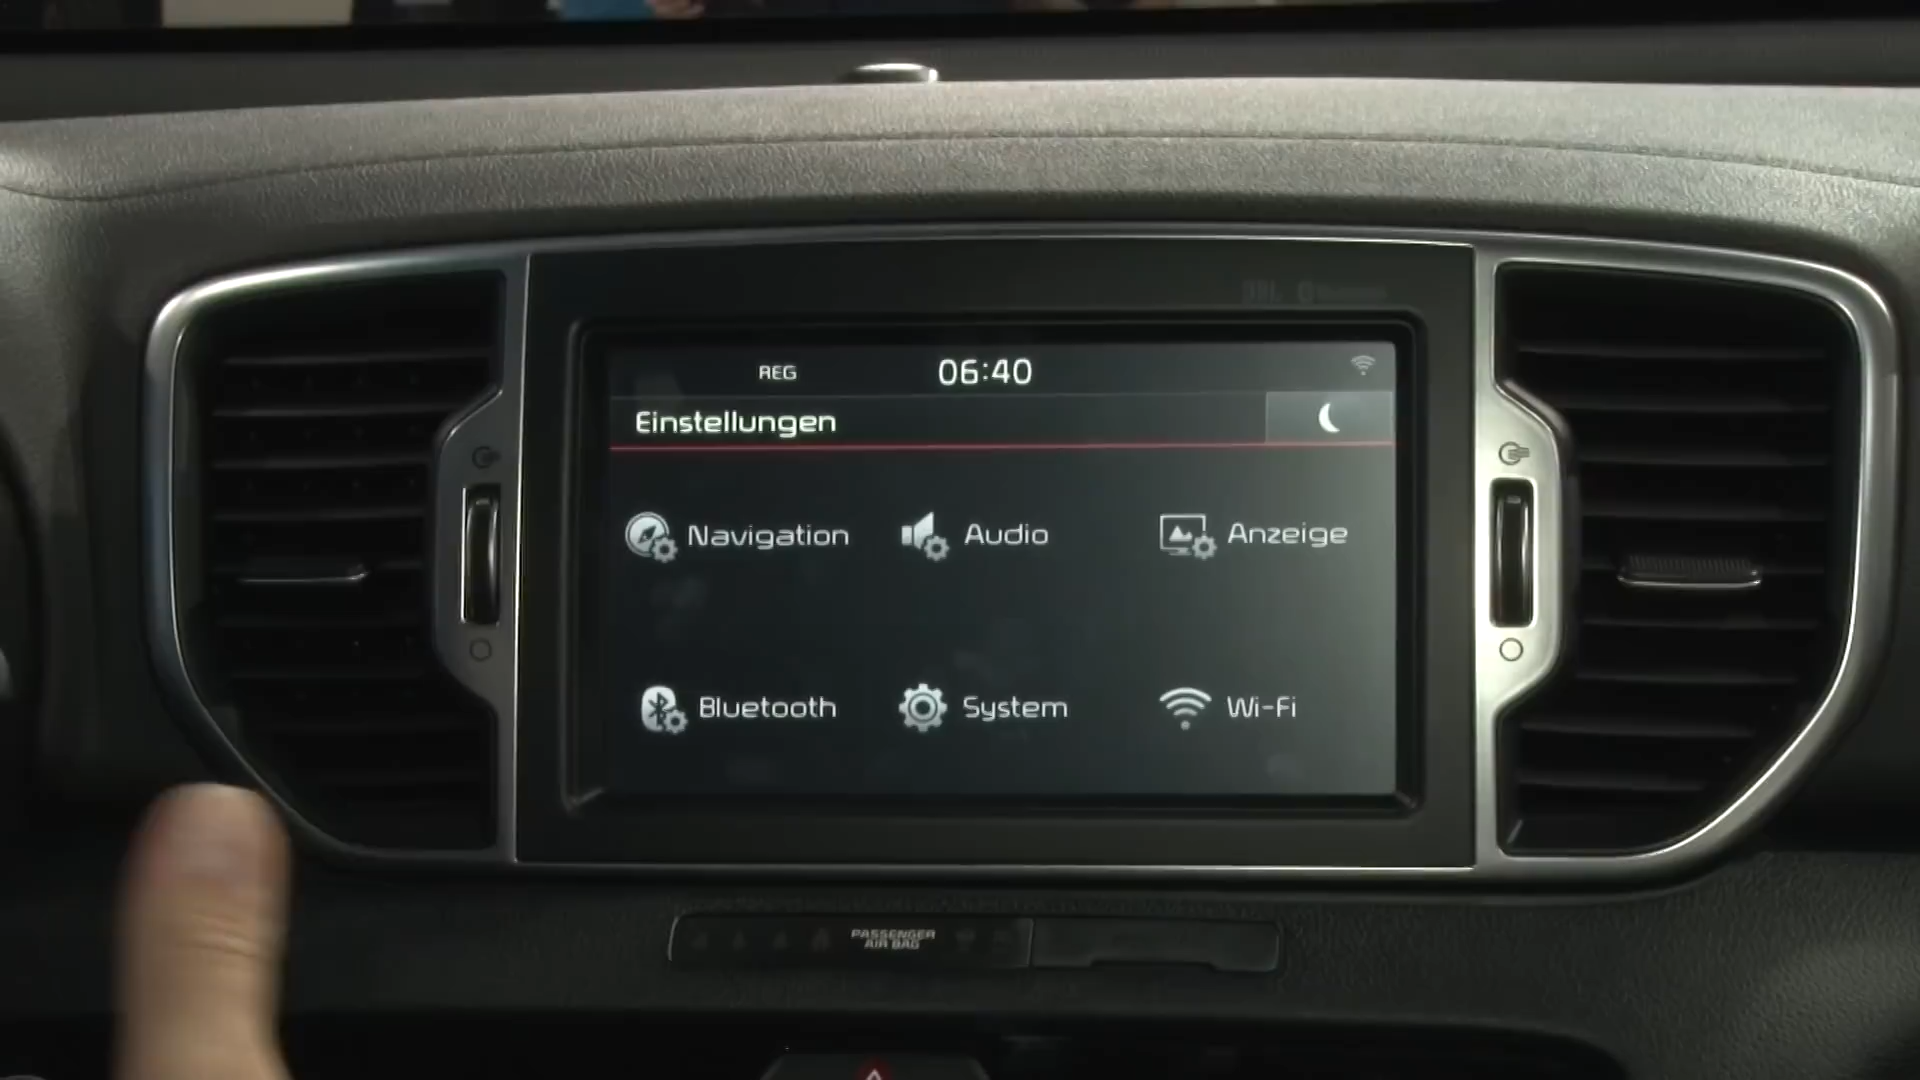 REG 06:40
Einstellungen
Navigation Audio Anzeige
Bluetooth System Wi-Fi
PASSENGER
AIR BAG